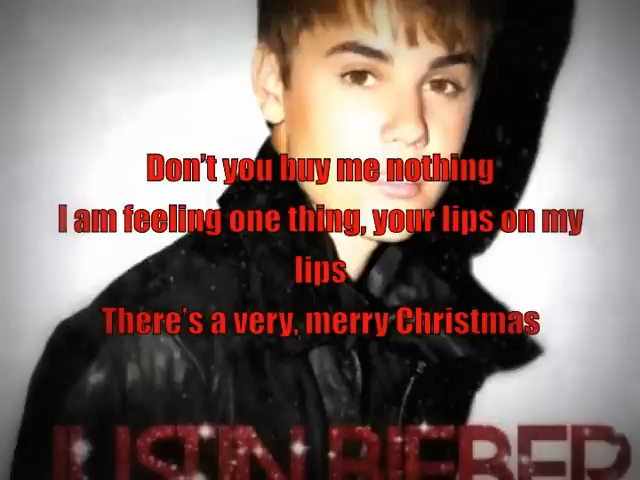 Don't you buy me nothing
I am feeling one thing, your lips on my
lips
There's a very, merry Christmas
JUSTIN BIEBER